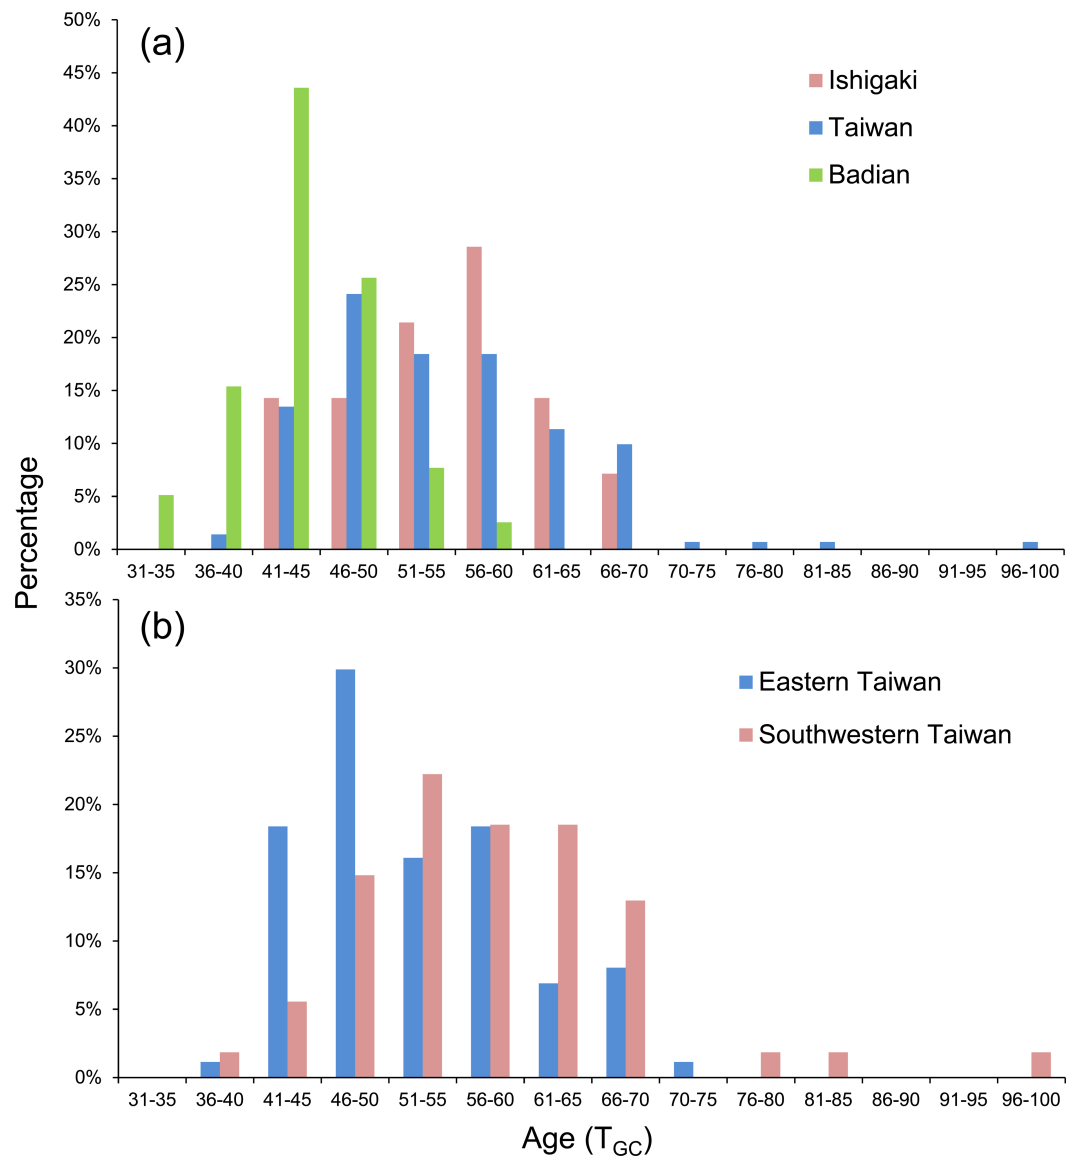 50%
(a)
45%
Ishigaki
40%
Taiwan
35%
Badian
30%
25%
20%
15%
10%
5%
0%
31-35 36-40 41-45 46-50 51-55 56-60 61-65 66-70 70-75 76-80 81-85 86-90 91-95 96-100
Percentage
35%
(b)
30%
Eastern Taiwan
25%
Southwestern Taiwan
20%
15%
10%
5%
0%
31-35 36-40 41-45 46-50 51-55 56-60 61-65 66-70 70-75 76-80 81-85 86-90 91-95 96-100
Age (TGC)